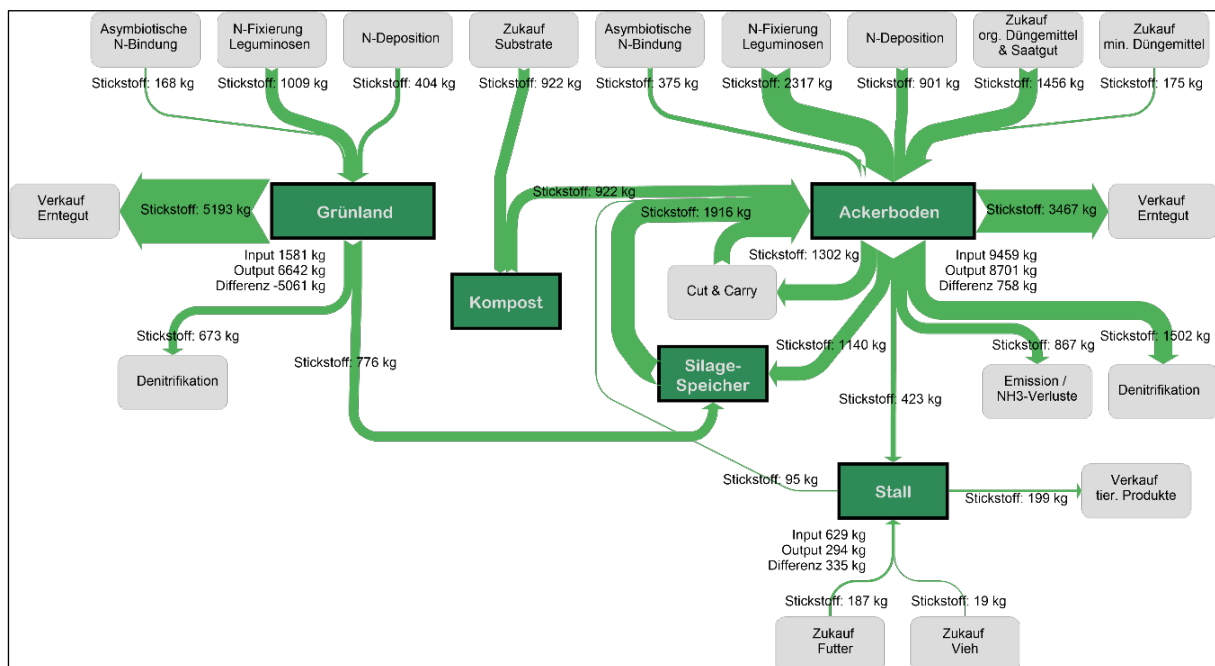 Asymbiotische
N-Bindung
N-Fixierung
Leguminosen
N-Deposition
Zukauf
Substrate
Asymbiotische
N-Bindung
N-Fixierung
Leguminosen
N-Deposition
Zukauf
org. Düngemittel
& Saatgut
Zukauf
min. Düngemittel
Stickstoff: 168 kg
Stickstoff: 1009 kg
Stickstoff: 404 kg
Stickstoff: 922 kg
Stickstoff: 375 kg
Stickstoff: 2317 kg
Stickstoff: 901 kg
Stickstoff: 1456 kg
Stickstoff: 175 kg
Verkauf
Erntegut
Stickstoff: 5193 kg
Grünland
Stickstoff: 922 kg
Stickstoff: 1916 kg
Ackerboden
Stickstoff: 3467 kg
Verkauf
Erntegut
Input 1581 kg
Output 6642 kg
Differenz -5061 kg
Kompost
Cut & Carry
Stickstoff: 1302 kg
Input 9459 kg
Output 8701 kg
Differenz 758 kg
Stickstoff: 673 kg
Stickstoff: 776 kg
Stickstoff: 1140 kg
Stickstoff: 867 kg
Stickstoff: 1502 kg
Denitrifikation
Silage-
Speicher
Emission /
NH3-Verluste
Denitrifikation
Stickstoff: 423 kg
Stickstoff: 95 kg
Stall
Stickstoff: 199 kg
Verkauf
tier. Produkte
Input 629 kg
Output 294 kg
Differenz 335 kg
Stickstoff: 187 kg
Stickstoff: 19 kg
Zukauf
Futter
Zukauf
Vieh